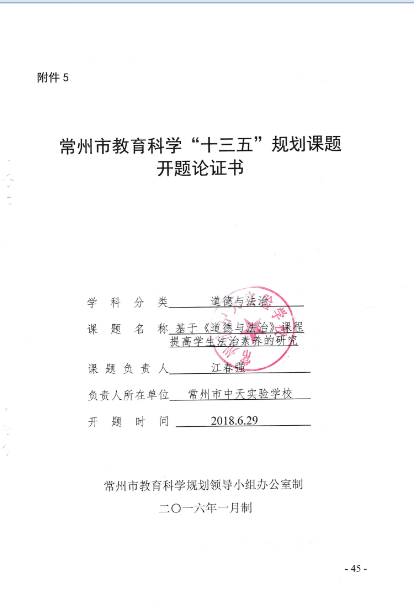 附件 5
常州市教育科学“十三五”规划课题
开题论证书
学科分类 道德与法治
课题名称 基于《道德与法治》课程
提高学生法治素养的研究
课题负责人 江春强
负责人所在单位 常州市中天实验学校
开题时间 2018.6.29
常州市教育科学规划领导小组办公室制
二〇一六年一月制
- 45 -